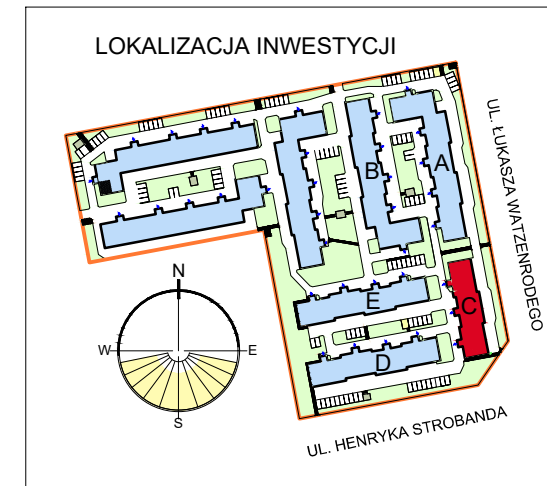 LOKALIZACJA INWESTYCJI
UL. ŁUKASZA WATZENRODEGO
B
A
N
E
C
W
E
D
S
UL. HENRYKA STROBANDA